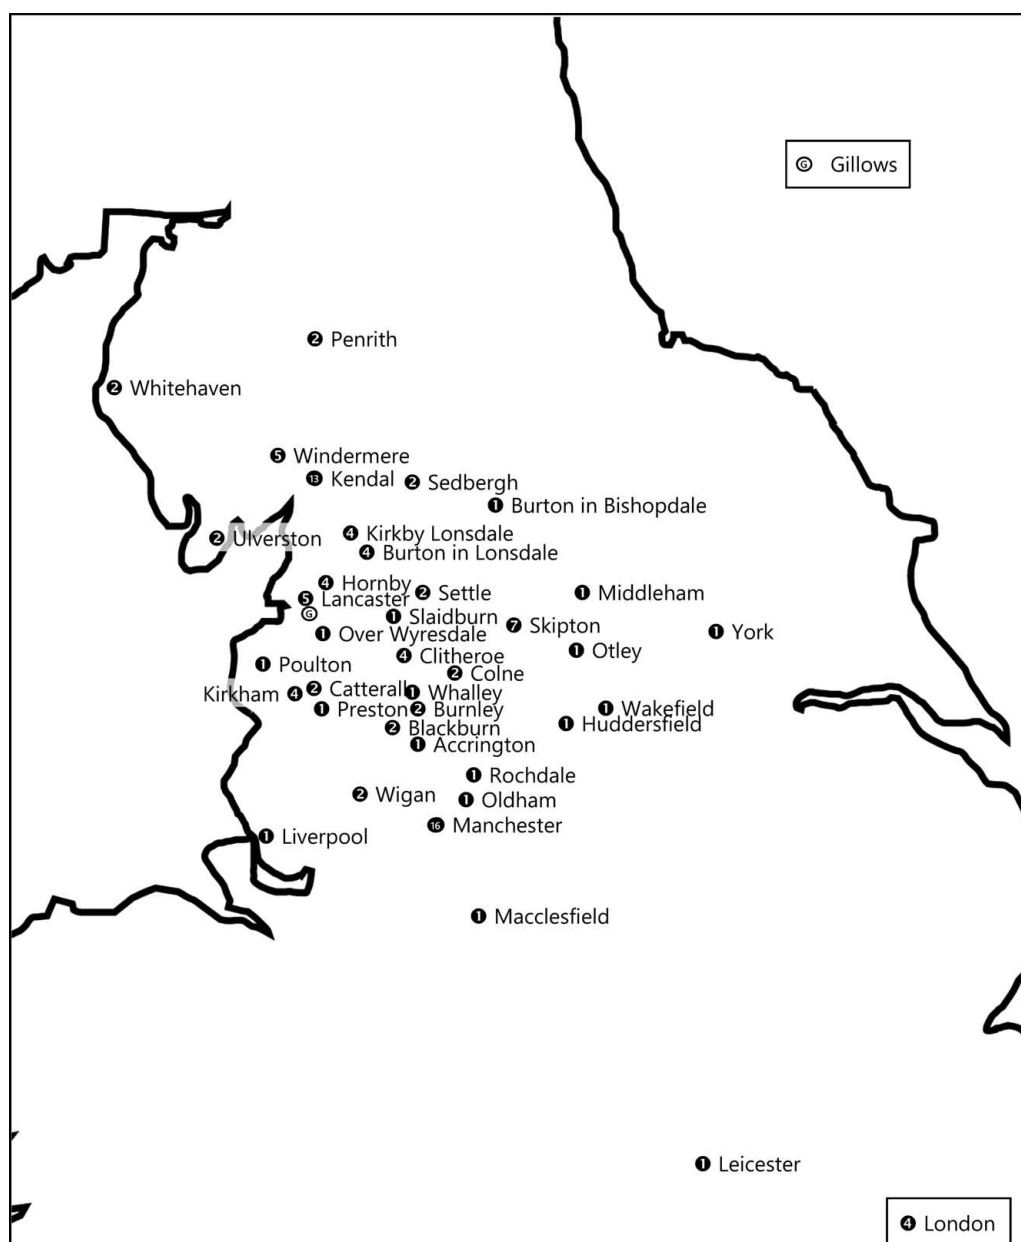 Ⓖ Gillows
❷ Penrith
❷ Whitehaven
❺ Windermere
⓭ Kendal
❷ Sedbergh
❶ Burton in Bishopdale
❹ Kirkby Lonsdale
❷ Ulverston
❹ Burton in Lonsdale
❹ Hornby
❷ Settle
❶ Middleham
❺ Lancaster
Ⓖ
❶ Slaidburn
❼ Skipton
❶ York
❶ Over Wyresdale
❶ Otley
❹ Clitheroe
❶ Poulton
❷ Colne
❷ Catterall
Kirkham ❹
❶ Whalley
❶ Preston
❷ Burnley
❶ Wakefield
❶ Huddersfield
❷ Blackburn
❶ Accrington
❶ Rochdale
❷ Wigan
❶ Oldham
⓰ Manchester
❶ Liverpool
❶ Macclesfield
❶ Leicester
❹ London